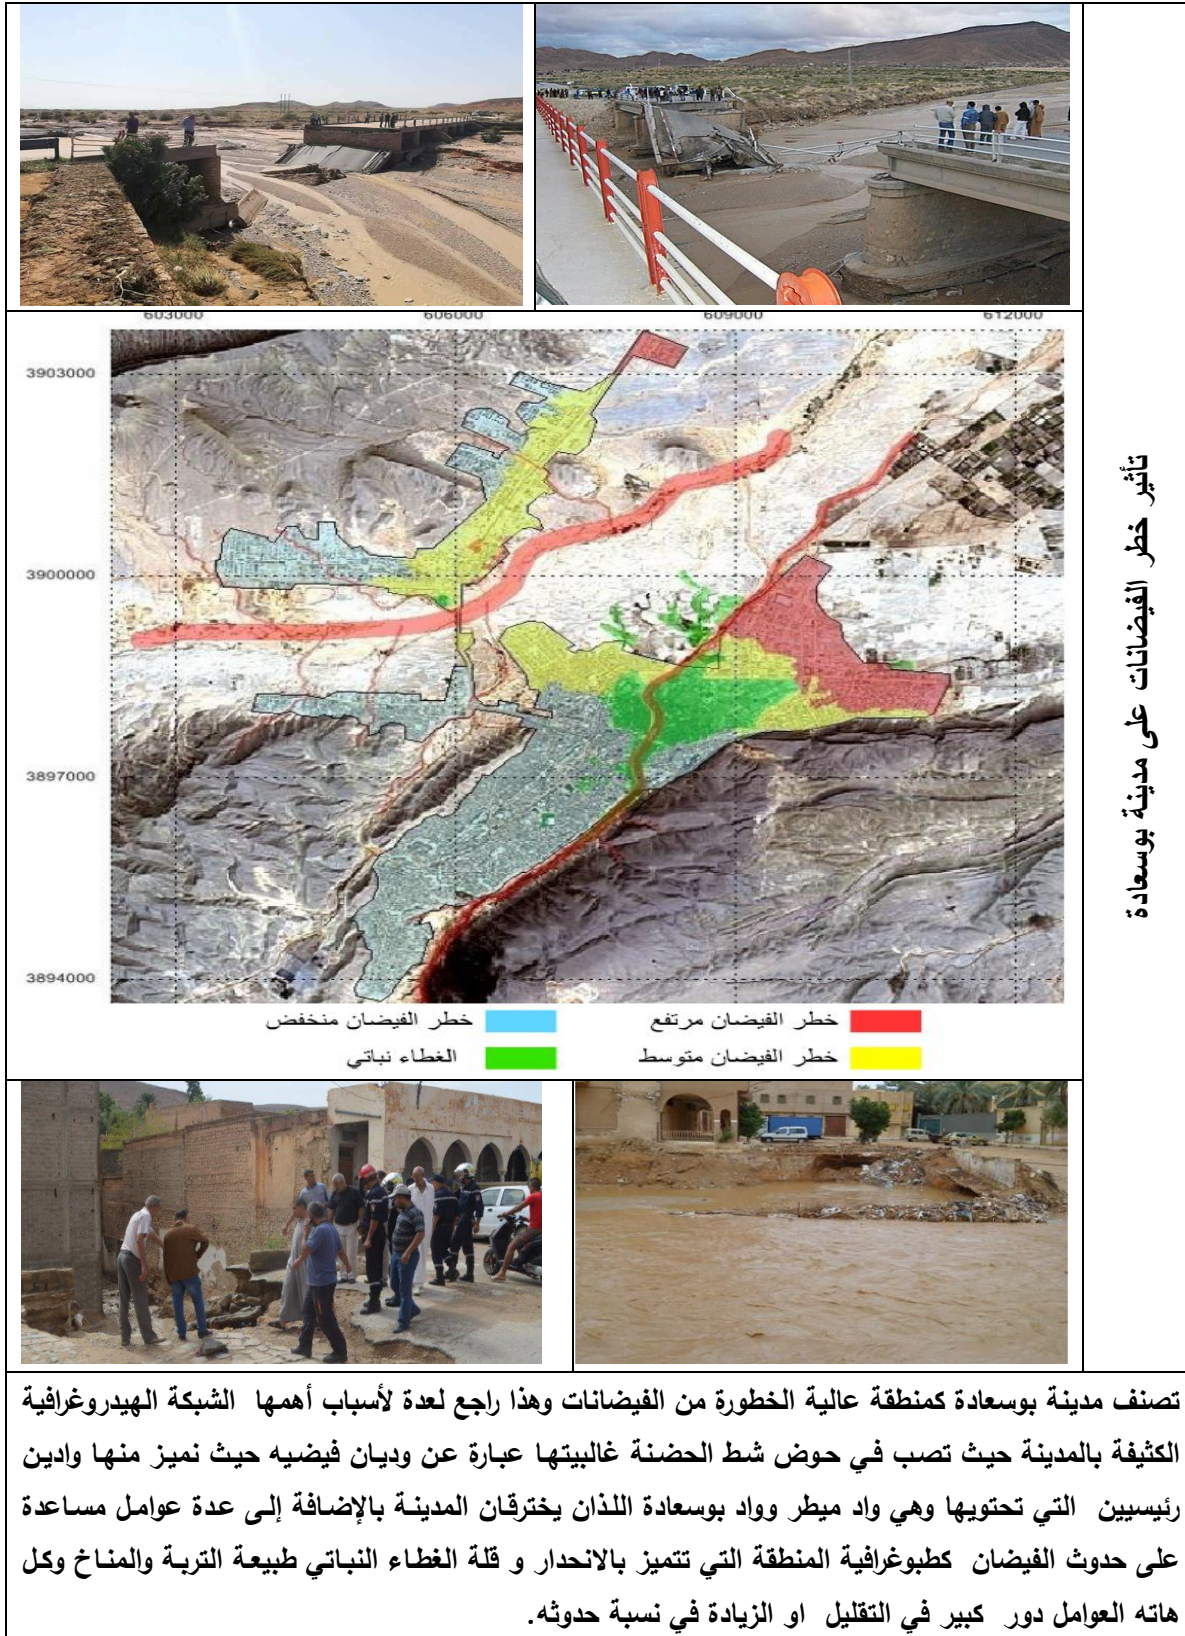 تأثير خطر الفيضانات على مدينة بوسعادة
603000 606000 609000 612000
3903000
3900000
3897000
3894000
خطر الفيضان مرتفع
خطر الفيضان منخفض
خطر الفيضان متوسط
الغطاء نباتي
تصنف مدينة بوسعادة كمنطقة عالية الخطورة من الفيضانات وهذا راجع لعدة لأسباب أهمها الشبكة الهيدروغرافية
الكثيفة بالمدينة حيث تصب في حوض شط الحضنة غالبيتها عبارة عن وديان فيضيه حيث نميز منها وادين
رئيسيين التي تحتويها وهي واد ميطر وواد بوسعادة اللذان يخترقان المدينة بالإضافة إلى عدة عوامل مساعدة
على حدوث الفيضان كطبوغرافية المنطقة التي تتميز بالانحدار و قلة الغطاء النباتي طبيعة التربة والمناخ وكل
هاته العوامل دور كبير في التقليل او الزيادة في نسبة حدوثه.